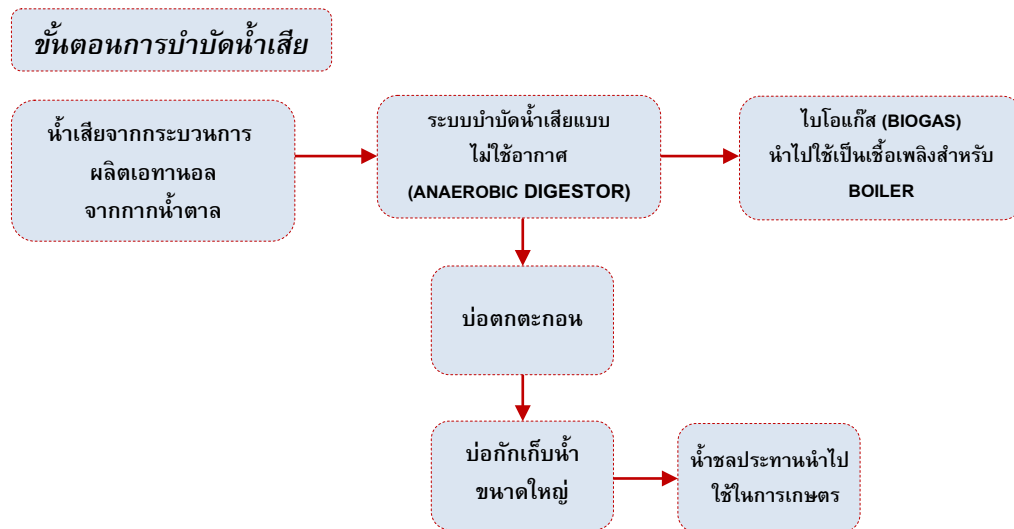 ขั้นตอนการบำบัดน้ำเสีย
น้ำเสียจากกระบวนการ
ผลิตเอทานอล
จากกากน้ำตาล
ระบบบำบัดน้ำเสียแบบ
ไม่ใช้อากาศ
(ANAEROBIC DIGESTOR)
ไบโอแก๊ส (BIOGAS)
นำไปใช้เป็นเชื้อเพลิงสำหรับ
BOILER
บ่อตกตะกอน
บ่อกักเก็บน้ำ
ขนาดใหญ่
น้ำชลประทานนำไป
ใช้ในการเกษตร